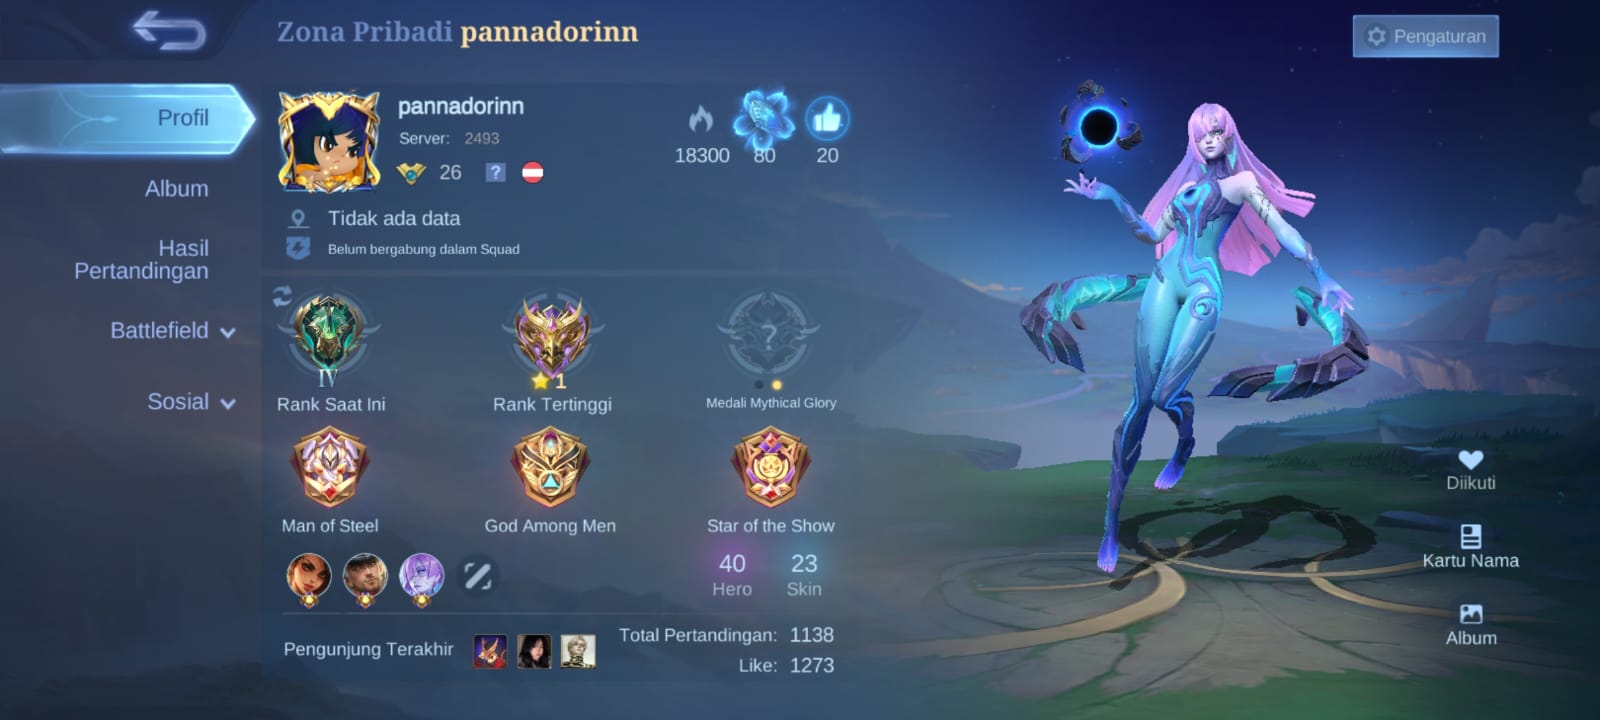 Zona Pribadi pannadorinn
Pengaturan
Profil
Album
Hasil
Pertandingan
Battlefield
Sosial
pannadorinn
Server: 2493
26
?
18300
80
20
Tidak ada data
Belum bergabung dalam Squad
IV
1
?
Rank Saat Ini
Rank Tertinggi
Medali Mythical Glory
Man of Steel
God Among Men
Star of the Show
40
23
Hero
Skin
Pengunjung Terakhir
Total Pertandingan: 1138
Like: 1273
Diikuti
Kartu Nama
Album